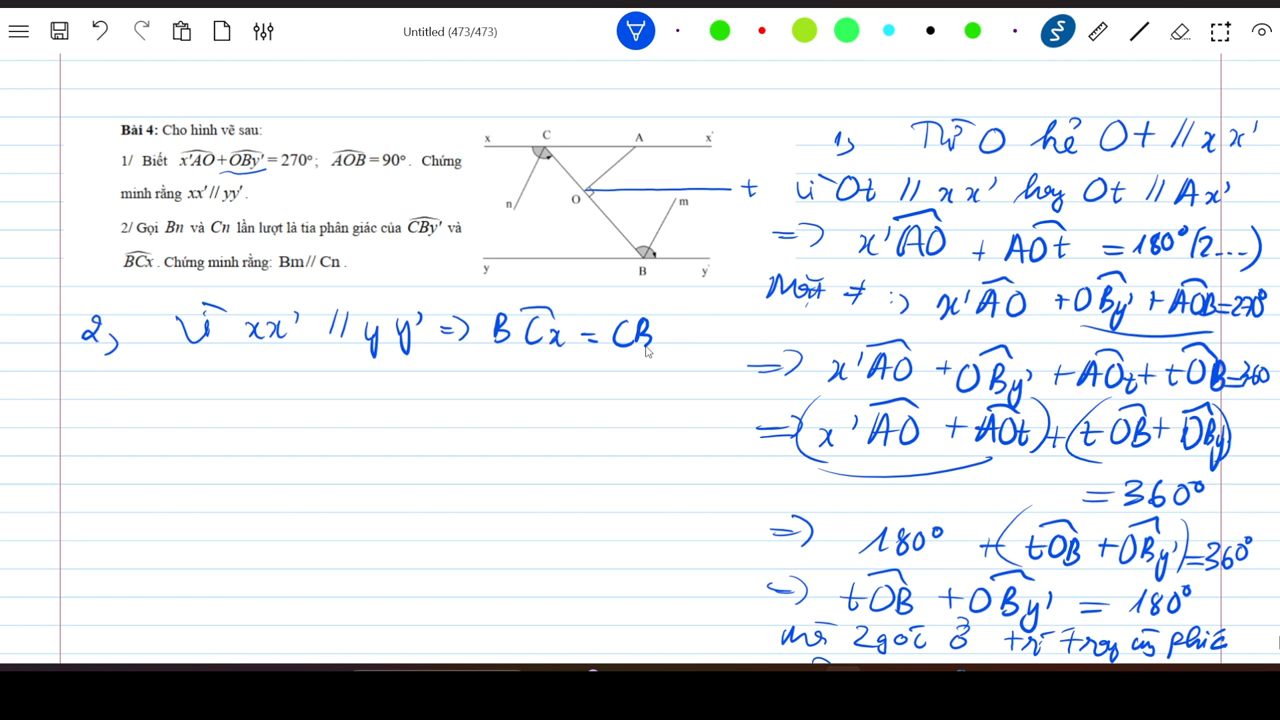 Untitled (473/473)
Bài 4: Cho hình vẽ sau:
1/ Biết x'AO + OBy' = 270°; AOB = 90°. Chứng
minh rằng xx' // yy'.
2/ Gọi Bn và Cn lần lượt là tia phân giác của CBy' và
BCx. Chứng minh rằng: Bm// Cn.
x C A x'
n O m t
y B y'
2, Vì xx' // yy' => BCx = CB
1, Từ O kẻ Ot // xx'
Vì Ot // xx' hay Ot // Ax'
=> x'AO + AOt = 180° (2...)
Mặt ≠ : x'AO + OBy' + AOB = 270°
=> x'AO + OBy' + AOt + tOB = 360
=> (x'AO + AOt) + (tOB + OBy')
= 360°
=> 180° + (tOB + OBy') = 360°
=> tOB + OBy' = 180°
mà 2 góc ở trí trong cùng phía